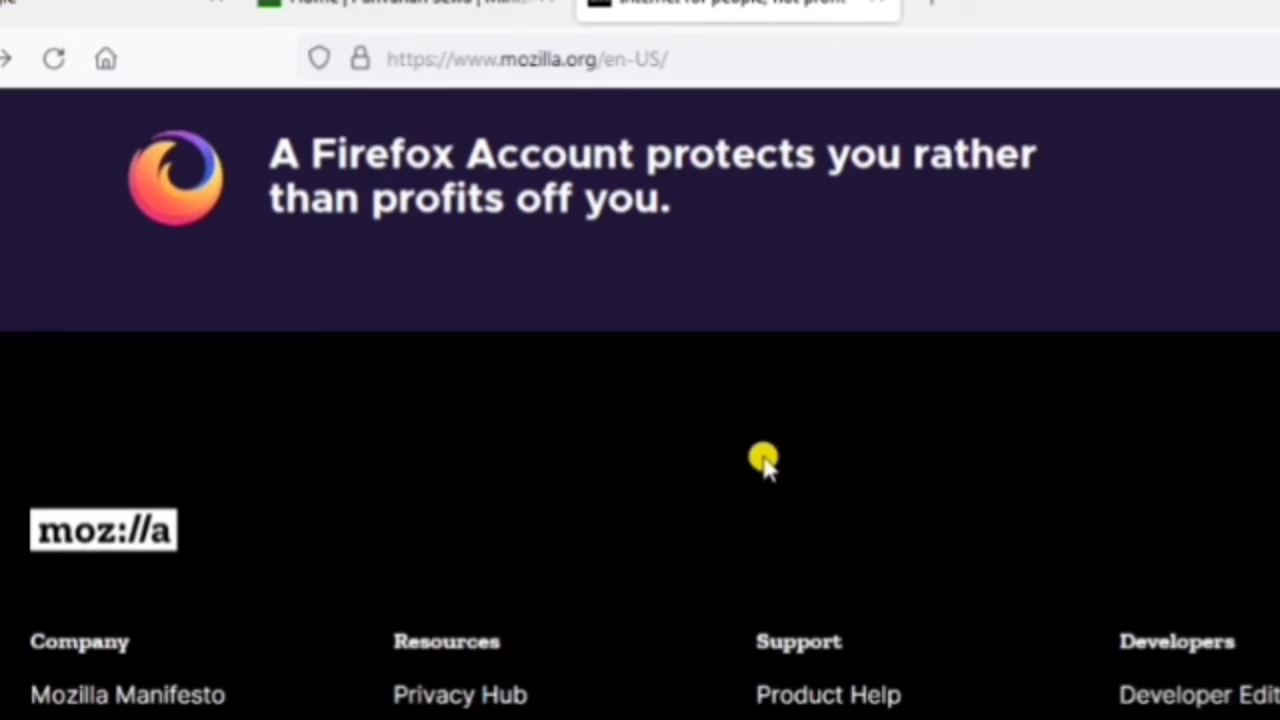 https://www.mozilla.org/en-US/
A Firefox Account protects you rather
than profits off you.
moz://a
Company
Resources
Support
Developers
Mozilla Manifesto
Privacy Hub
Product Help
Developer Edit